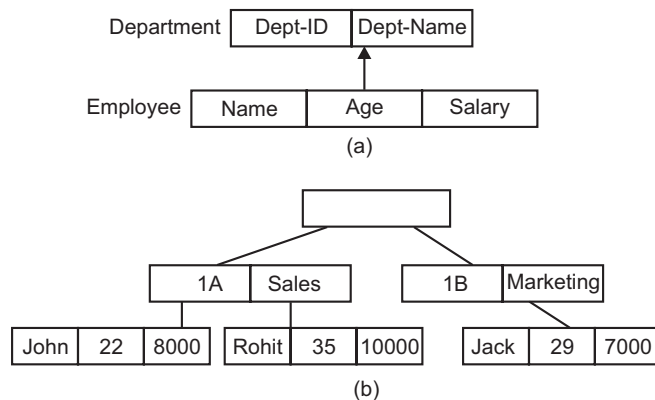 Department Dept-ID Dept-Name
Employee Name Age Salary
(a)
1A Sales 1B Marketing
John 22 8000 Rohit 35 10000 Jack 29 7000
(b)